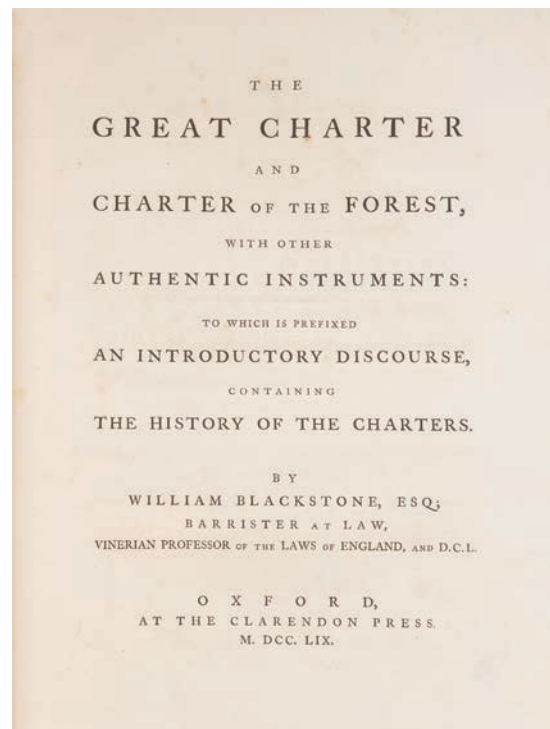 THE
GREAT CHARTER
AND
CHARTER OF THE FOREST,
WITH OTHER
AUTHENTIC INSTRUMENTS:
TO WHICH IS PREFIXED
AN INTRODUCTORY DISCOURSE,
CONTAINING
THE HISTORY OF THE CHARTERS.
BY
WILLIAM BLACKSTONE, ESQ;
BARRISTER AT LAW,
VINERIAN PROFESSOR OF THE LAWS OF ENGLAND, AND D.C.L.
OXFORD,
AT THE CLARENDON PRESS.
M. DCC. LIX.